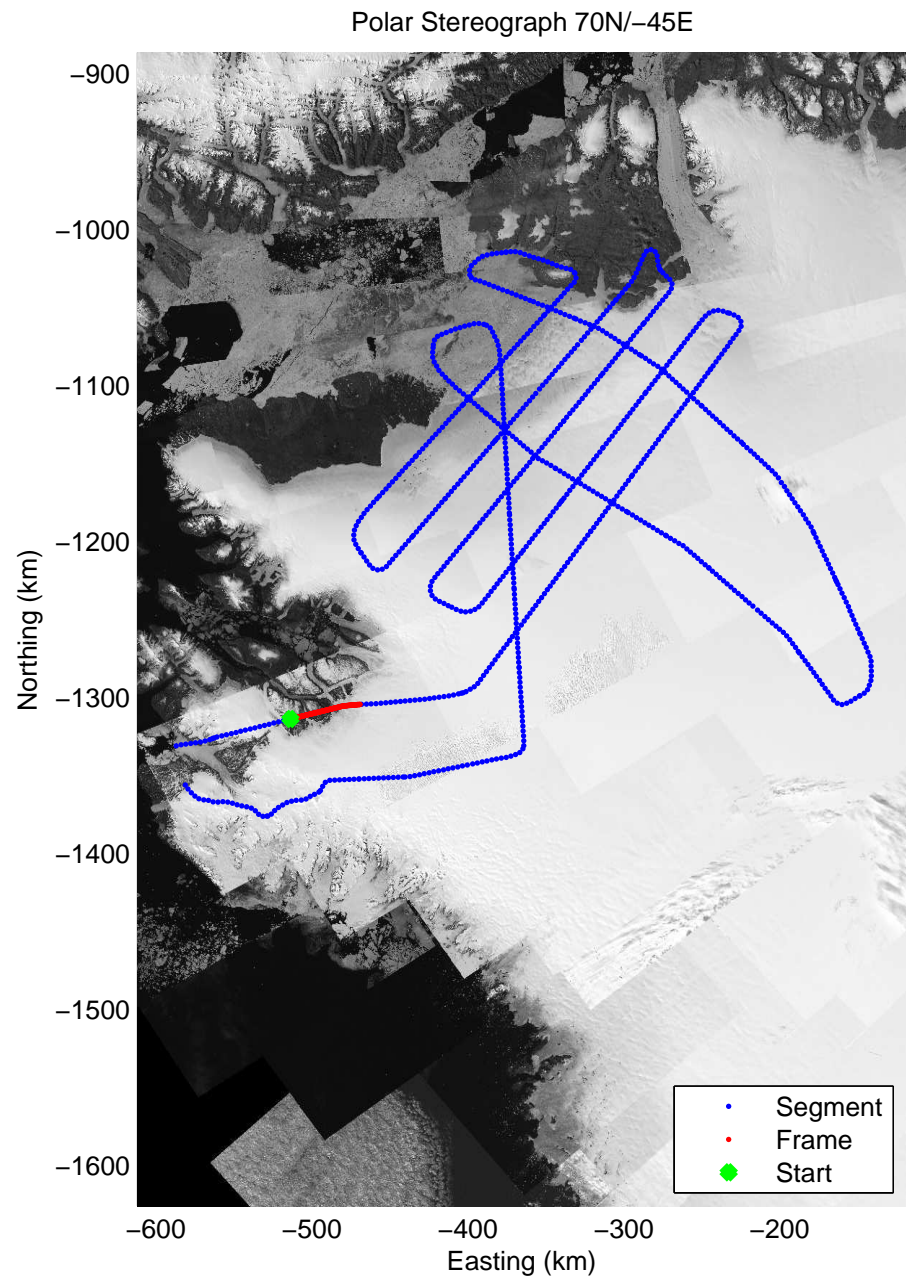 Polar Stereograph 70N/−45E
−900
−1000
−1100
−1200
−1300
−1400
−1500
−1600
Northing (km)
−600 −500 −400 −300 −200
Easting (km)
Segment
Frame
Start